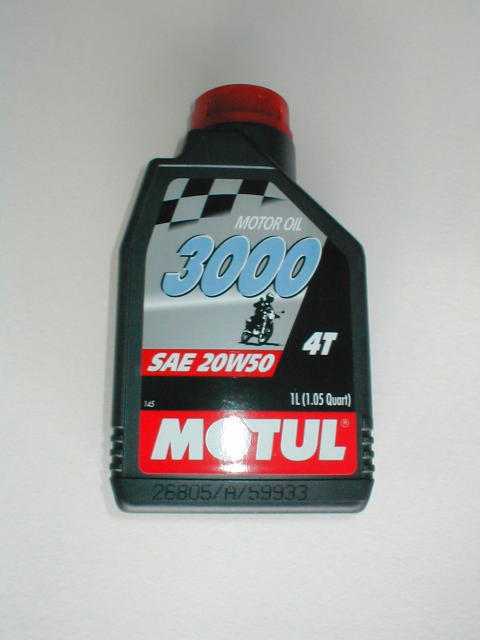 MOTOR OIL
3000
4T
SAE 20W50
1L (1.05 Quart)
145
MOTUL®
26805/A/59933